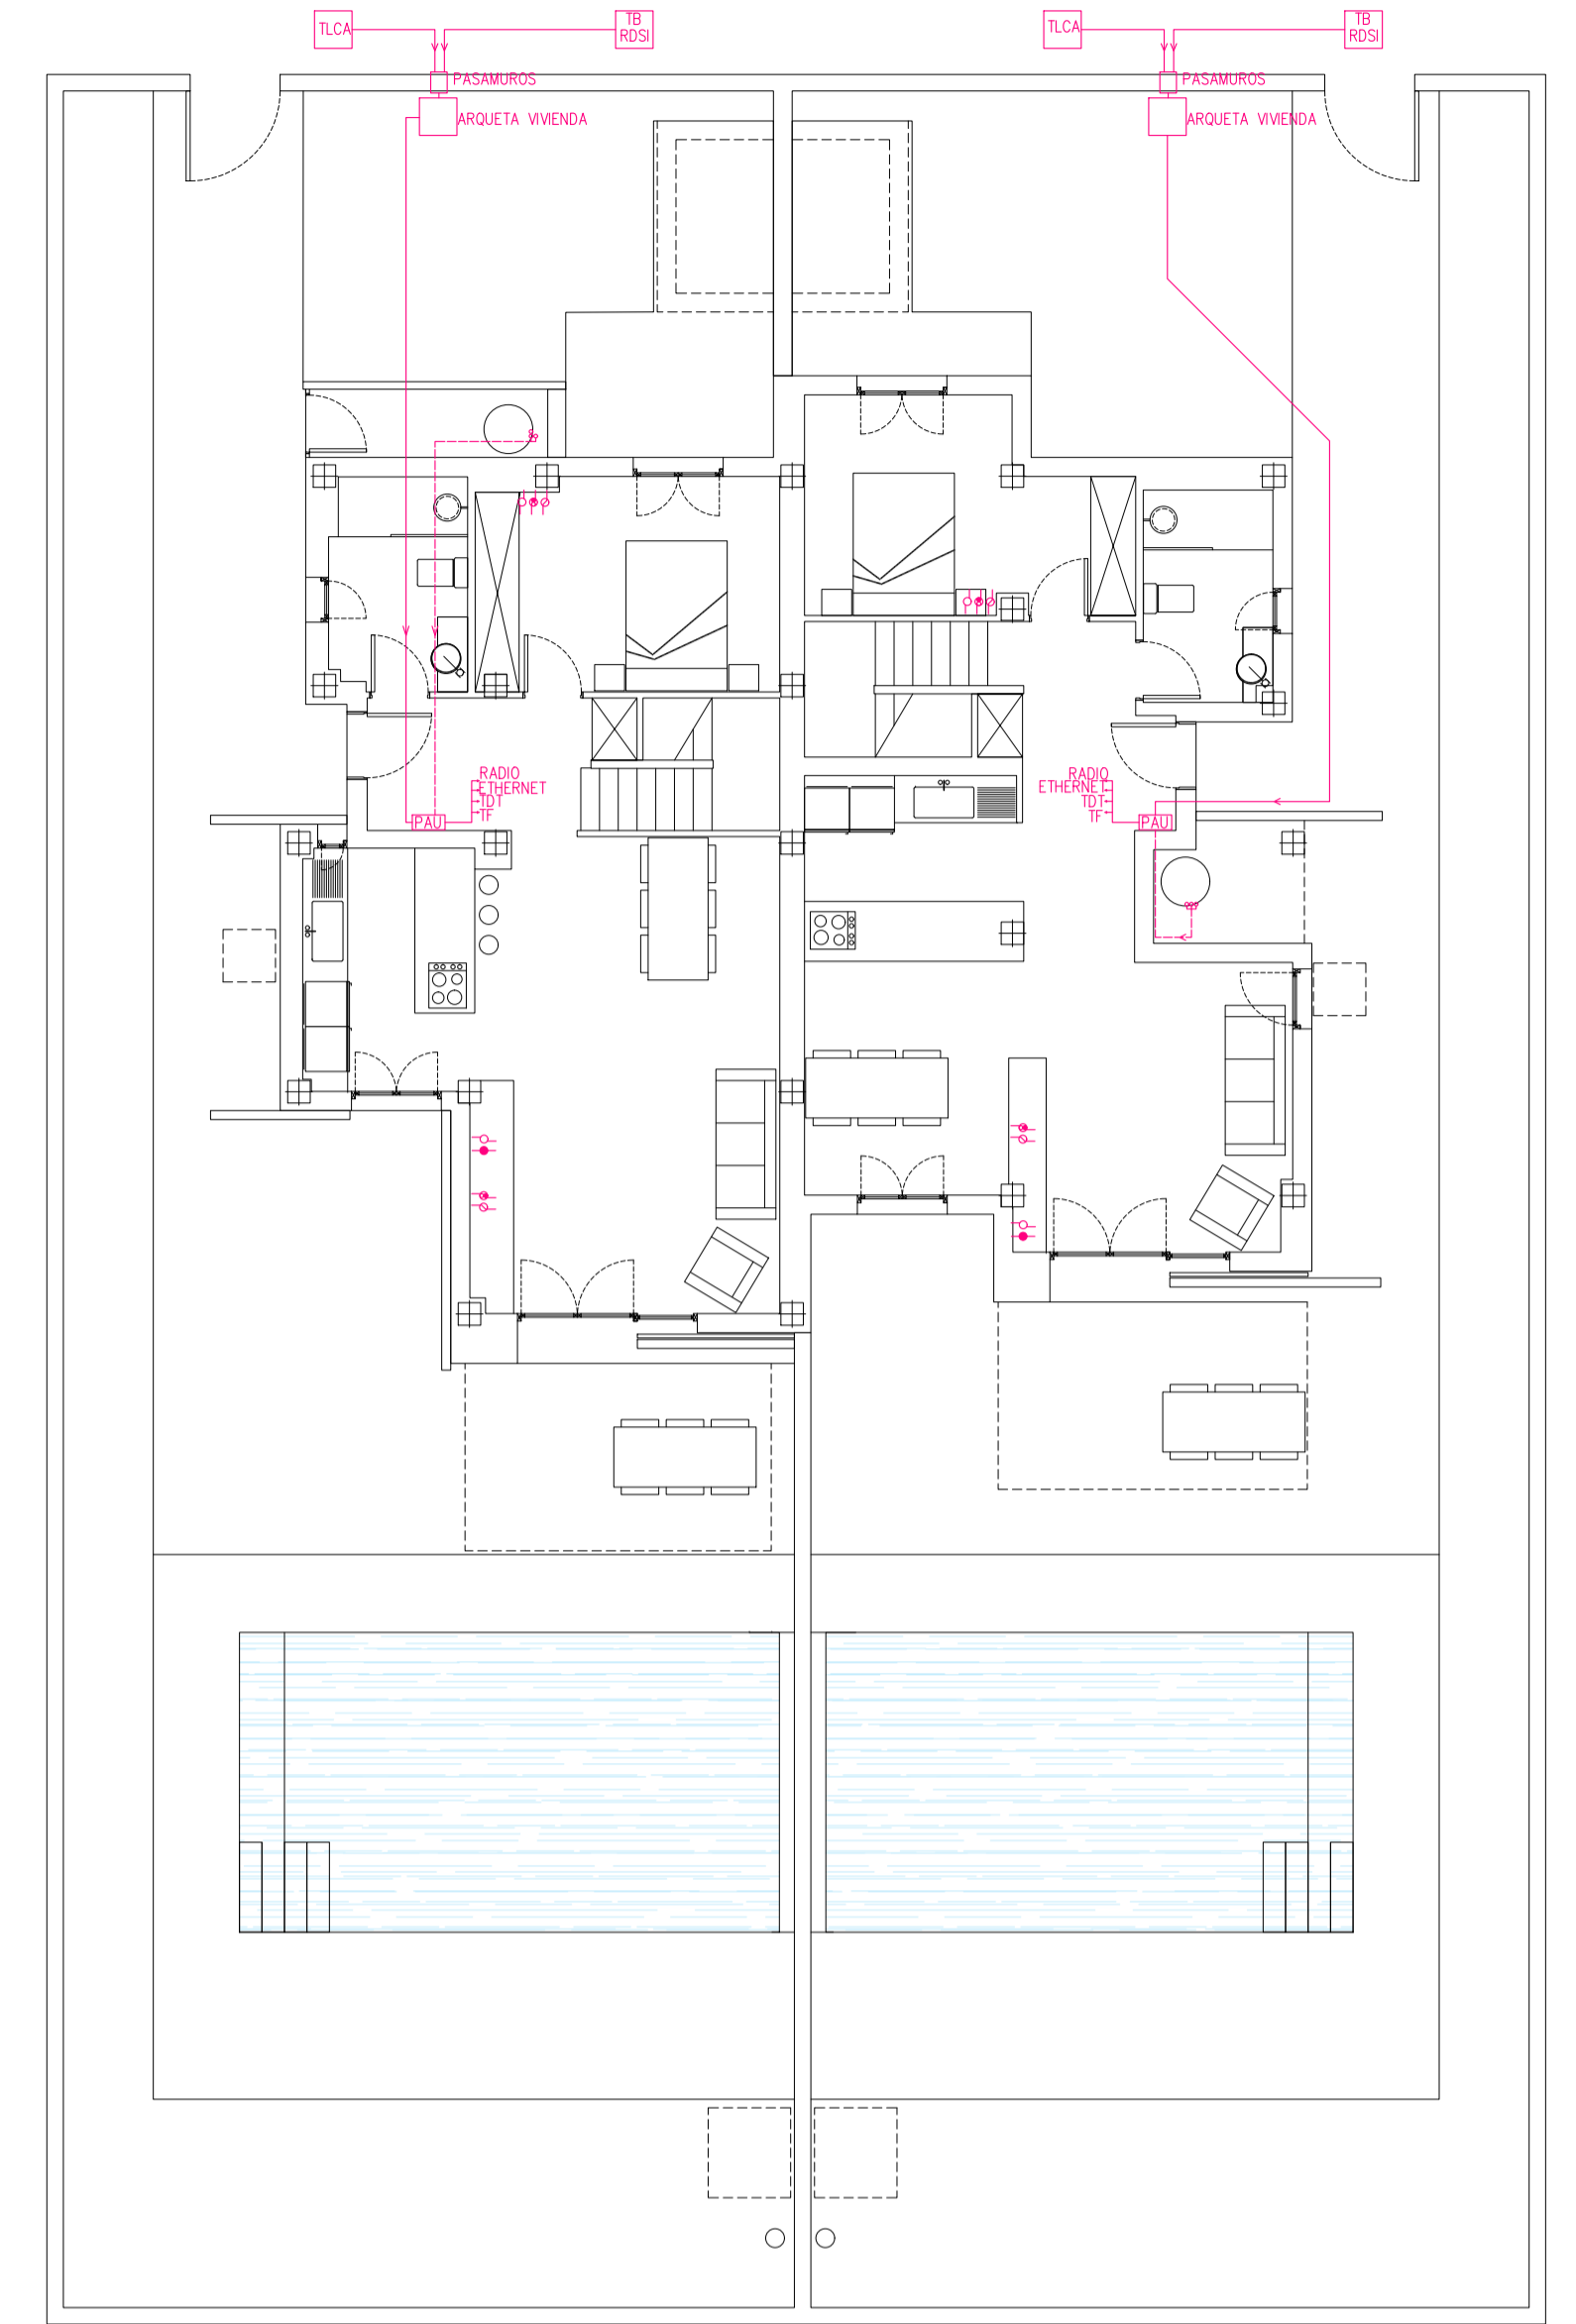 TLCA
TB
RDSI
TLCA
TB
RDSI
PASAMUROS
PASAMUROS
ARQUETA VIVIENDA
ARQUETA VIVIENDA
RADIO
ETHERNET
TDT
TF
PAU
RADIO
ETHERNET
TDT
TF
PAU